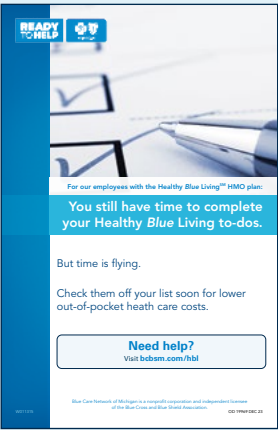 READY
TO HELP
For our employees with the Healthy Blue Living℠ HMO plan:
You still have time to complete
your Healthy Blue Living to-dos.
But time is flying.
Check them off your list soon for lower
out-of-pocket heath care costs.
Need help?
Visit bcbsm.com/hbl
Blue Care Network of Michigan is a nonprofit corporation and independent licensee
of the Blue Cross and Blue Shield Association.